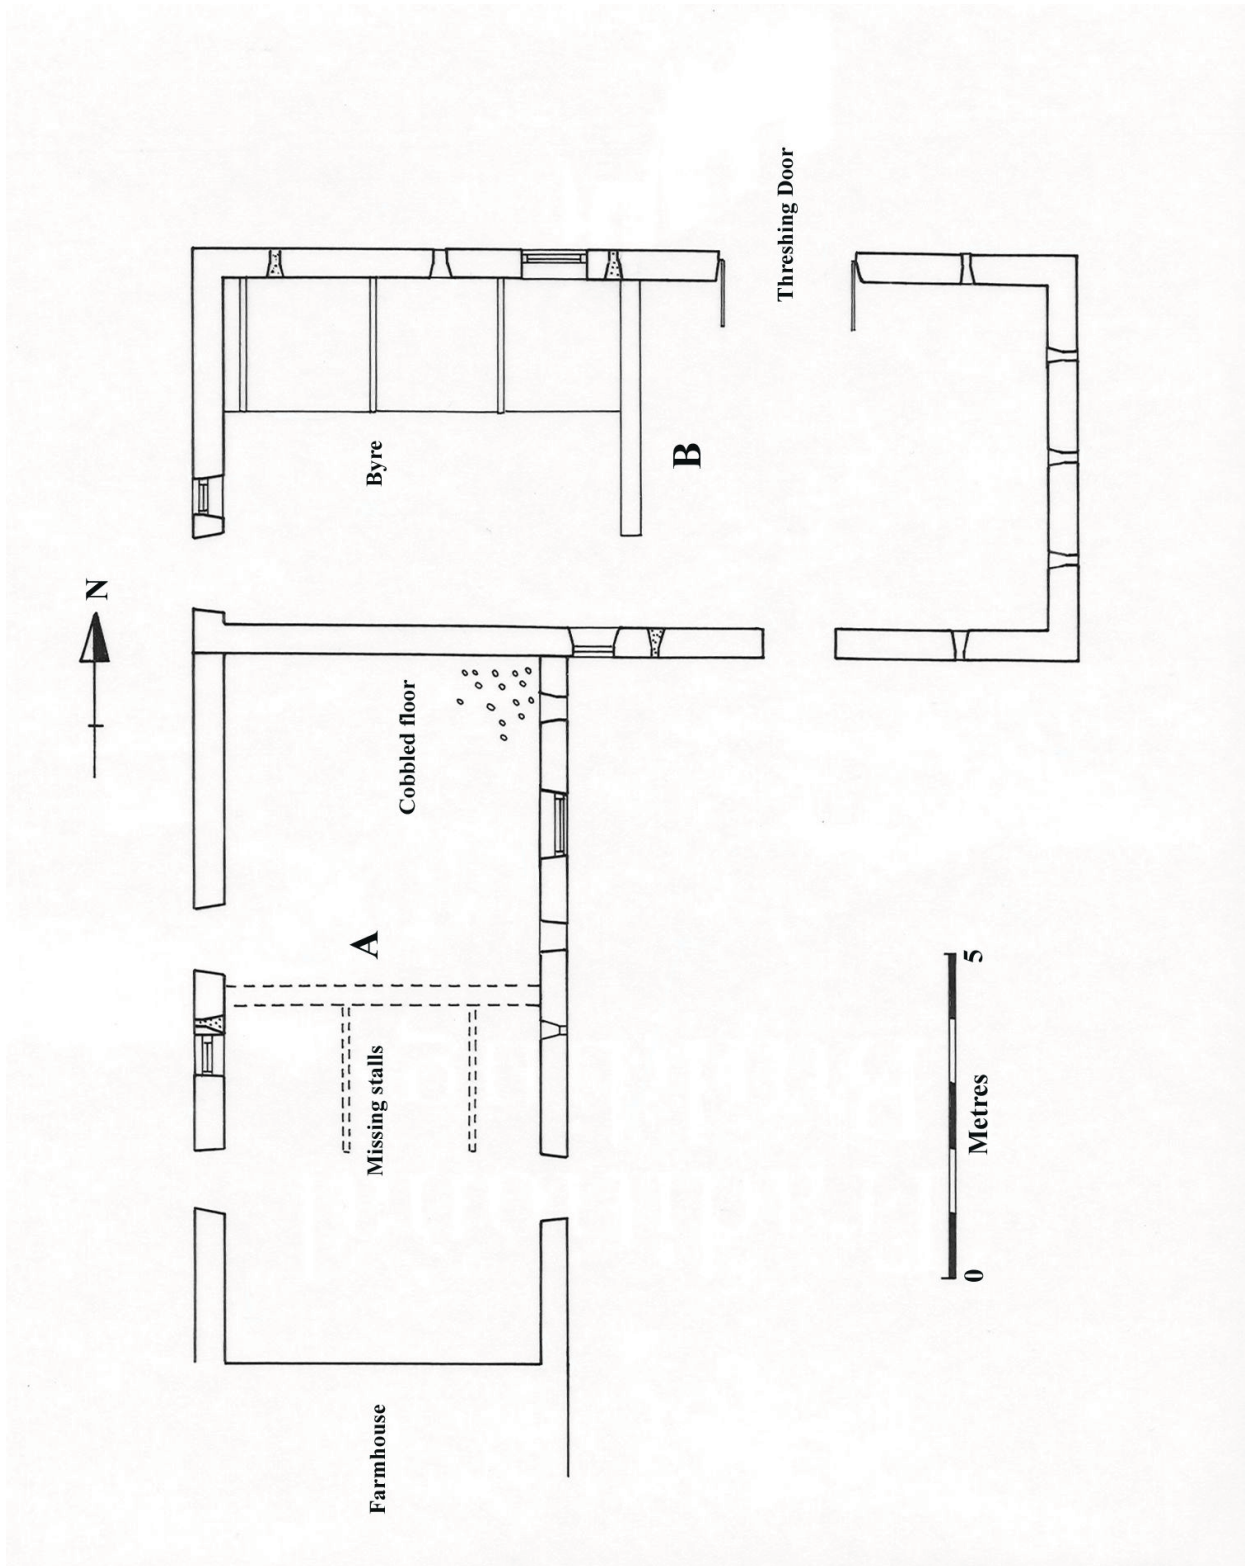 N
Threshing Door
Byre
B
Cobbled floor
A
Missing stalls
Farmhouse
0
5
Metres